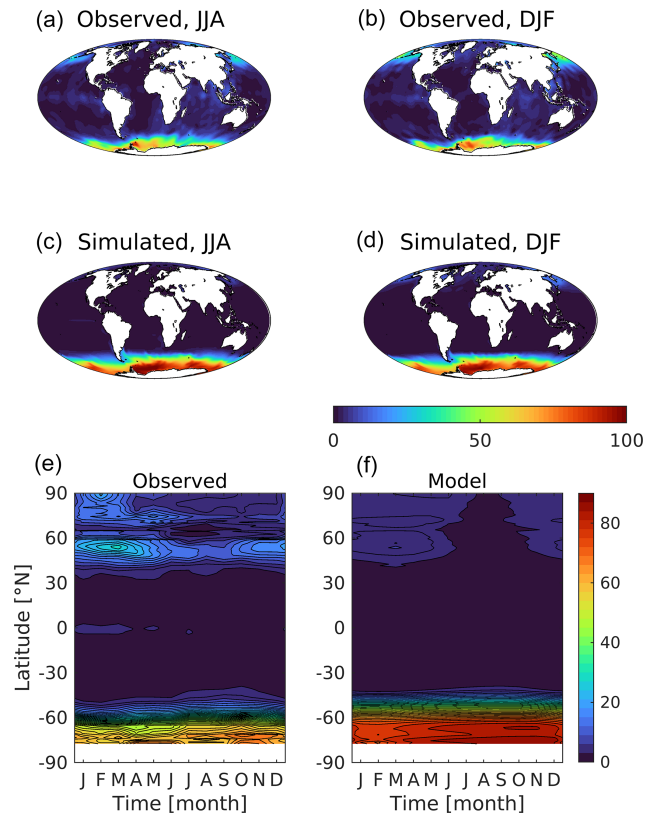 (a) Observed, JJA
(b) Observed, DJF
(c) Simulated, JJA
(d) Simulated, DJF
0 50 100
(e) Observed
(f) Model
90
60
30
0
-30
-60
-90
Latitude [°N]
J F M A M J J A S O N D
Time [month]
90
60
30
0
-30
-60
-90
J F M A M J J A S O N D
Time [month]
80
60
40
20
0